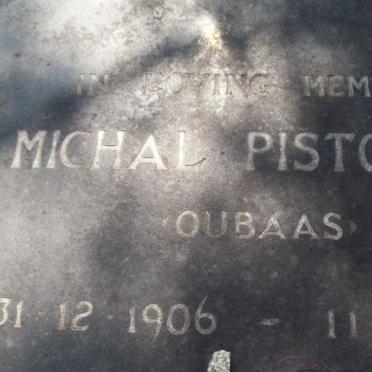 IN LOVING MEM
MICHAL PISTO
(OUBAAS)
31-12-1906 - 11